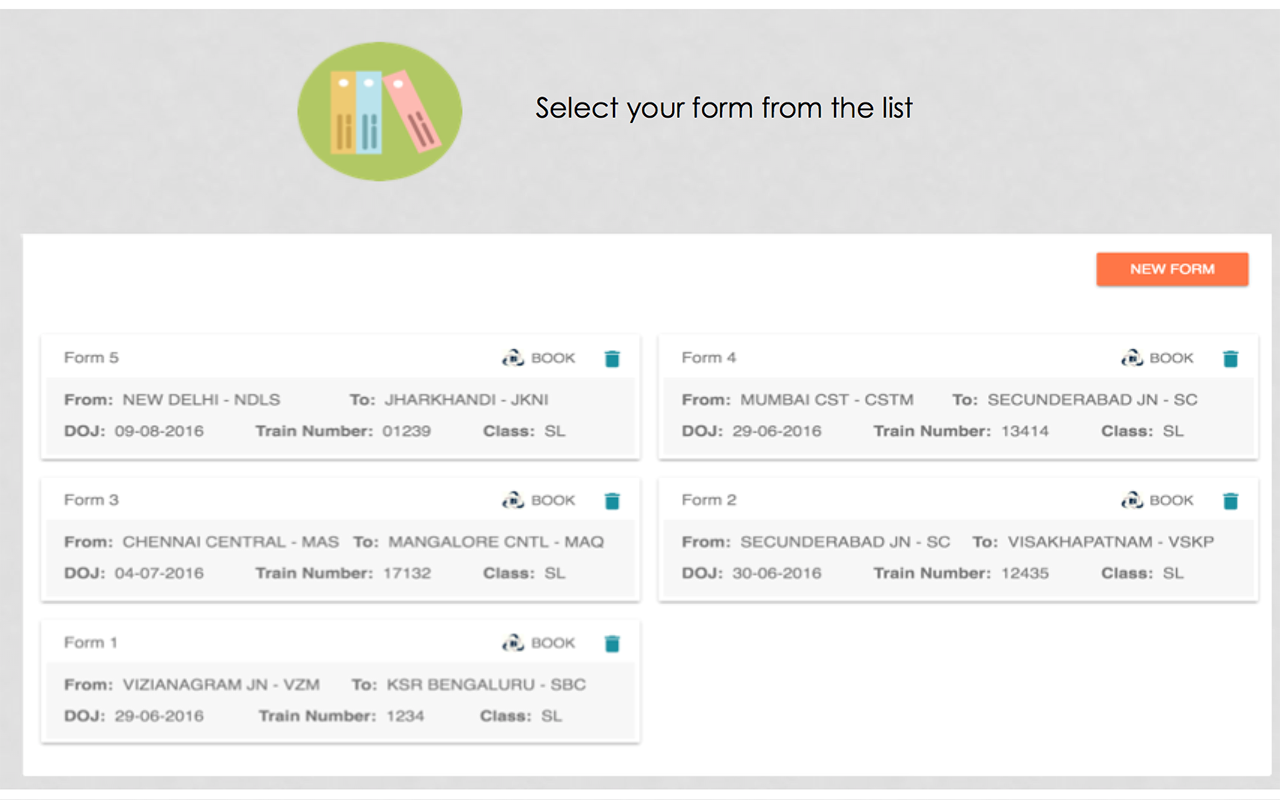 Select your form from the list
NEW FORM
Form 5 BOOK
From: NEW DELHI - NDLS To: JHARKHANDI - JKNI
DOJ: 09-08-2016 Train Number: 01239 Class: SL
Form 4 BOOK
From: MUMBAI CST - CSTM To: SECUNDERABAD JN - SC
DOJ: 29-06-2016 Train Number: 13414 Class: SL
Form 3 BOOK
From: CHENNAI CENTRAL - MAS To: MANGALORE CNTL - MAQ
DOJ: 04-07-2016 Train Number: 17132 Class: SL
Form 2 BOOK
From: SECUNDERABAD JN - SC To: VISAKHAPATNAM - VSKP
DOJ: 30-06-2016 Train Number: 12435 Class: SL
Form 1 BOOK
From: VIZIANAGRAM JN - VZM To: KSR BENGALURU - SBC
DOJ: 29-06-2016 Train Number: 1234 Class: SL